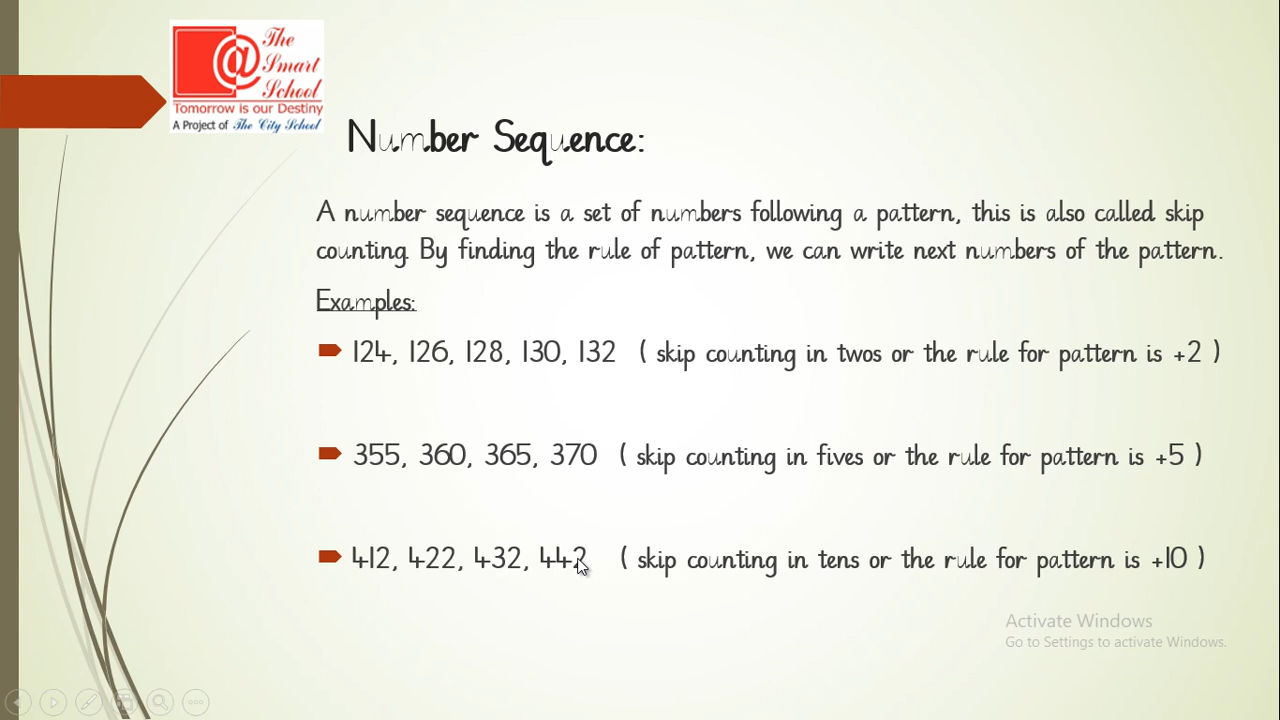 The
Smart
School
Tomorrow is our Destiny
A Project of The City School
Number Sequence:
A number sequence is a set of numbers following a pattern, this is also called skip
counting. By finding the rule of pattern, we can write next numbers of the pattern.
Examples:
124, 126, 128, 130, 132 ( skip counting in twos or the rule for pattern is +2 )
355, 360, 365, 370 ( skip counting in fives or the rule for pattern is +5 )
412, 422, 432, 442 ( skip counting in tens or the rule for pattern is +10 )
Activate Windows
Go to Settings to activate Windows.